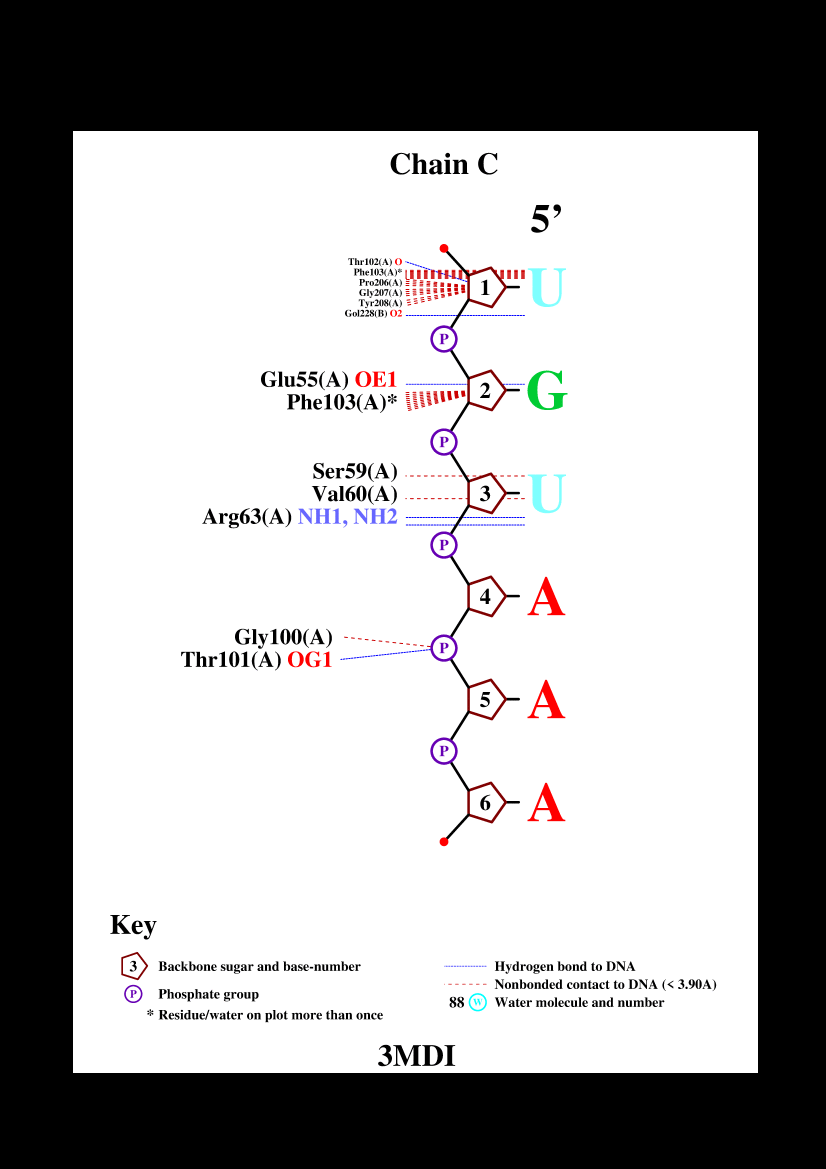 Chain C
5’
Thr102(A) O
Phe103(A)*
Pro206(A)
Gly207(A)
Tyr208(A)
Gol228(B) O2
1
U
P
Glu55(A) OE1
Phe103(A)*
2
G
P
Ser59(A)
Val60(A)
Arg63(A) NH1, NH2
3
U
P
4
A
Gly100(A)
Thr101(A) OG1
P
5
A
P
6
A
Key
3 Backbone sugar and base-number
P Phosphate group
* Residue/water on plot more than once
Hydrogen bond to DNA
Nonbonded contact to DNA (< 3.90A)
88 W Water molecule and number
3MDI